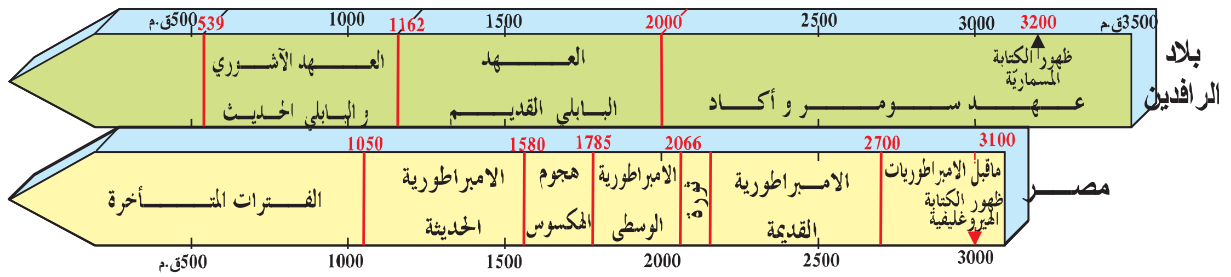 3500ق.م 3200 3000 2500 2000 1500 1162 1000 539 500ق.م
بلاد الرافدين
ظهور الكتابة
المسمارية
عهد سومر و أكاد
العهد
البابلي القديم
العهد الآشوري
و البابلي الحديث
3100 2700 2066 1785 1580 1050
مصر
ماقبل الامبراطوريات
ظهور الكتابة
الهيروغليفية
الامبراطورية
القديمة
ثورة
الامبراطورية
الوسطى
هجوم
الهكسوس
الامبراطورية
الحديثة
الفترات المتأخرة
3000 2500 2000 1500 1000 500ق.م